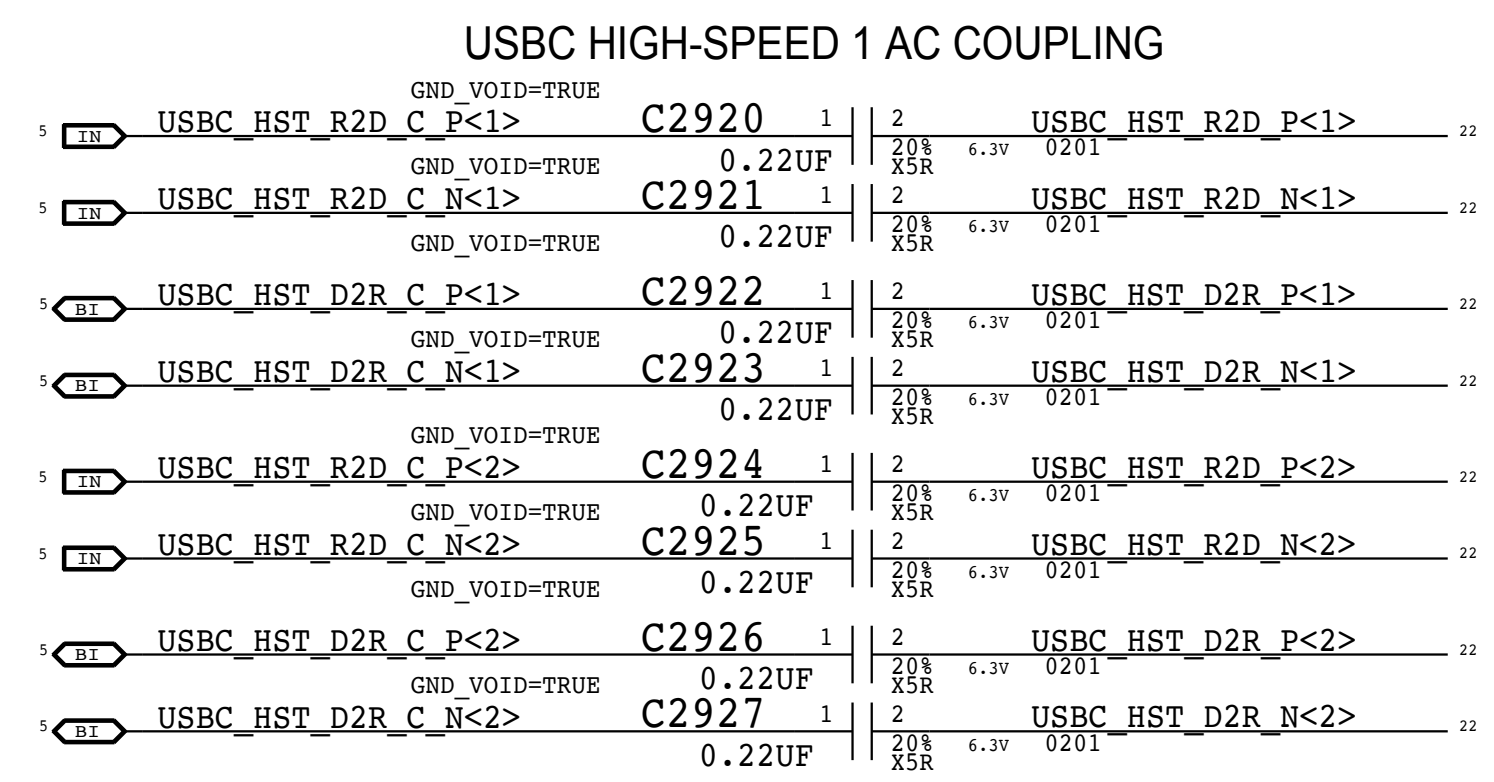 USBC HIGH-SPEED 1 AC COUPLING
GND_VOID=TRUE
5 IN USBC_HST_R2D_C_P<1> C2920 1 2 USBC_HST_R2D_P<1> 22
GND_VOID=TRUE 0.22UF 20% 6.3V 0201
X5R
5 IN USBC_HST_R2D_C_N<1> C2921 1 2 USBC_HST_R2D_N<1> 22
GND_VOID=TRUE 0.22UF 20% 6.3V 0201
X5R
5 BI USBC_HST_D2R_C_P<1> C2922 1 2 USBC_HST_D2R_P<1> 22
GND_VOID=TRUE 0.22UF 20% 6.3V 0201
X5R
5 BI USBC_HST_D2R_C_N<1> C2923 1 2 USBC_HST_D2R_N<1> 22
0.22UF 20% 6.3V 0201
X5R
GND_VOID=TRUE
5 IN USBC_HST_R2D_C_P<2> C2924 1 2 USBC_HST_R2D_P<2> 22
GND_VOID=TRUE 0.22UF 20% 6.3V 0201
X5R
5 IN USBC_HST_R2D_C_N<2> C2925 1 2 USBC_HST_R2D_N<2> 22
GND_VOID=TRUE 0.22UF 20% 6.3V 0201
X5R
5 BI USBC_HST_D2R_C_P<2> C2926 1 2 USBC_HST_D2R_P<2> 22
GND_VOID=TRUE 0.22UF 20% 6.3V 0201
X5R
5 BI USBC_HST_D2R_C_N<2> C2927 1 2 USBC_HST_D2R_N<2> 22
0.22UF 20% 6.3V 0201
X5R